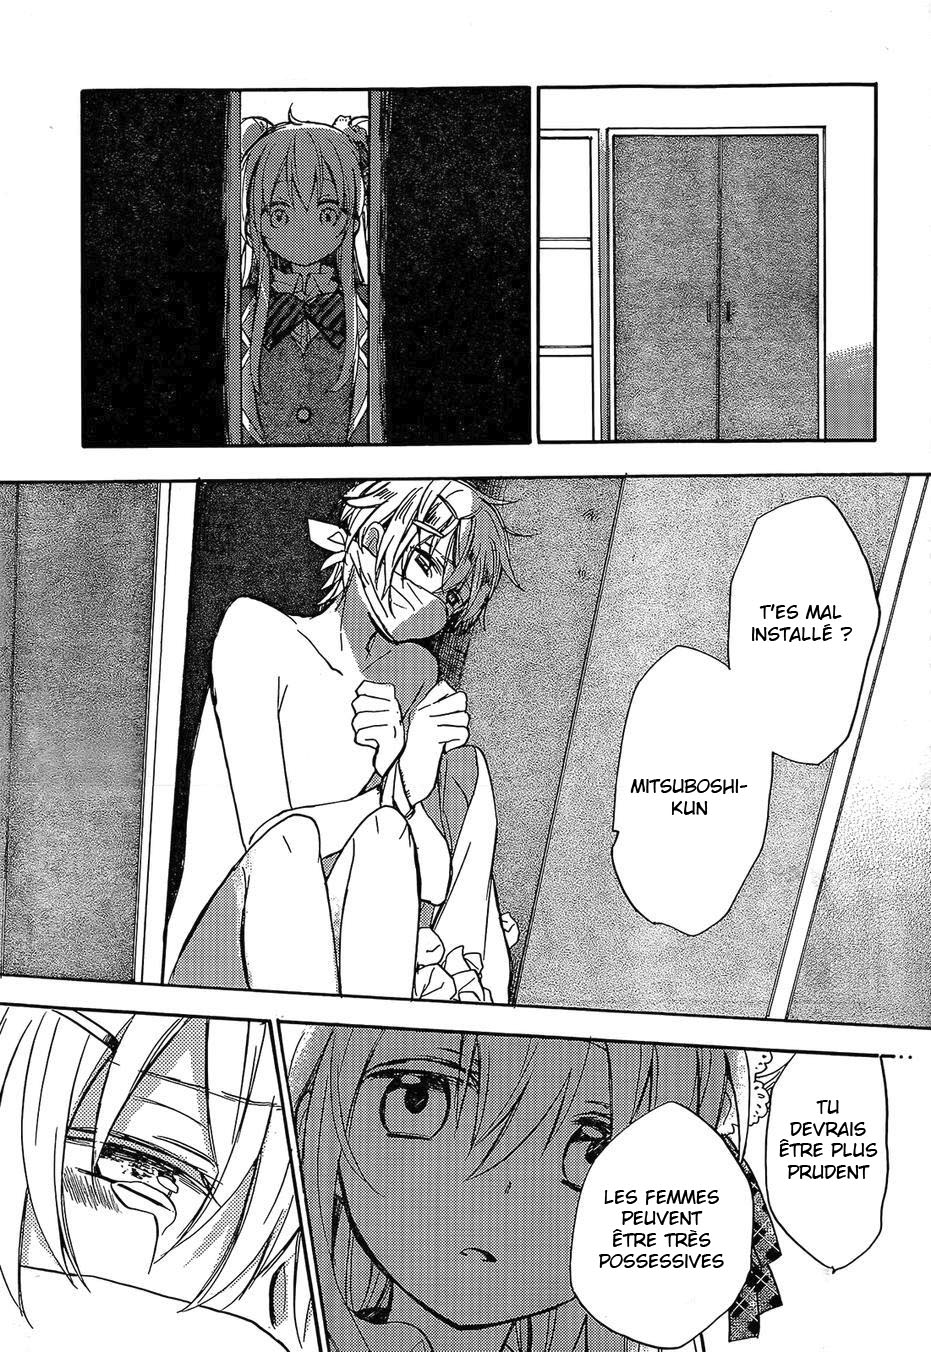 T'ES MAL
INSTALLÉ ?
MITSUBOSHI-
KUN
TU
DEVRAIS
ÊTRE PLUS
PRUDENT
LES FEMMES
PEUVENT
ÊTRE TRÈS
POSSESSIVES